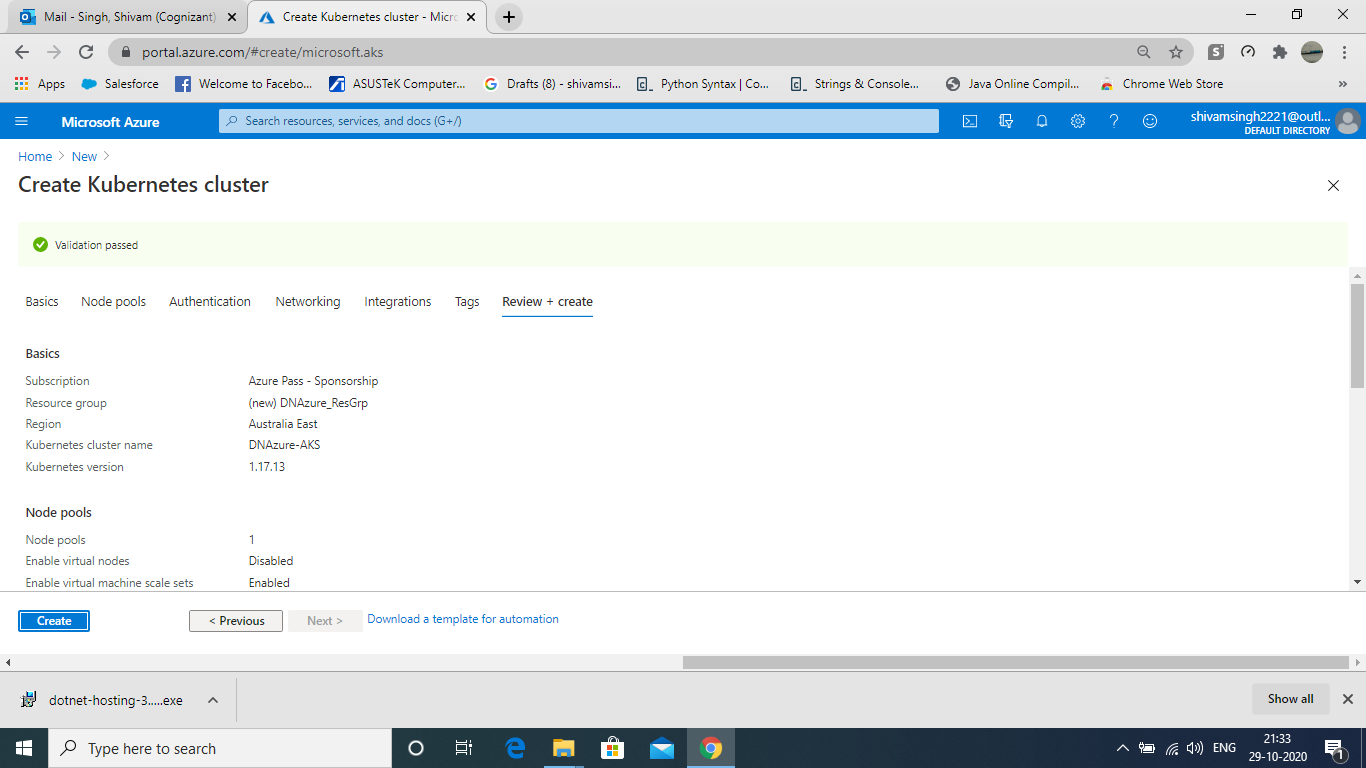 Mail - Singh, Shivam (Cognizant)
Create Kubernetes cluster - Micro
portal.azure.com/#create/microsoft.aks
Apps Salesforce Welcome to Facebo... ASUSTeK Computer... Drafts (8) - shivamsi... Python Syntax | Co... Strings & Console... Java Online Compil... Chrome Web Store »
Microsoft Azure
Search resources, services, and docs (G+/)
shivamsingh2221@outl...
DEFAULT DIRECTORY
Home > New >
Create Kubernetes cluster
Validation passed
Basics Node pools Authentication Networking Integrations Tags Review + create
Basics
Subscription Azure Pass - Sponsorship
Resource group (new) DNAzure_ResGrp
Region Australia East
Kubernetes cluster name DNAzure-AKS
Kubernetes version 1.17.13
Node pools
Node pools 1
Enable virtual nodes Disabled
Enable virtual machine scale sets Enabled
Create < Previous Next > Download a template for automation
dotnet-hosting-3.....exe
Show all
Type here to search
ENG
21:33
29-10-2020
1